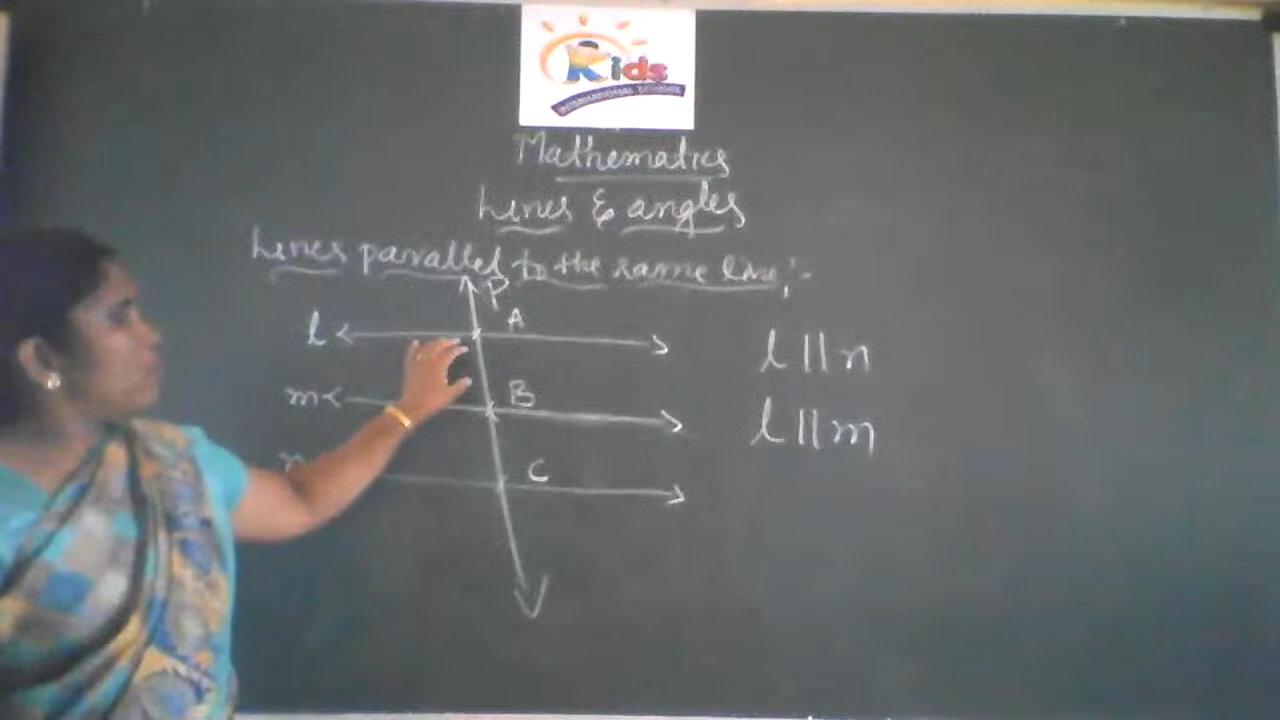 Kids
Mathematics
Lines & angles
Lines parallel to the same line:-
P
l A
l || n
m B
l || m
n C